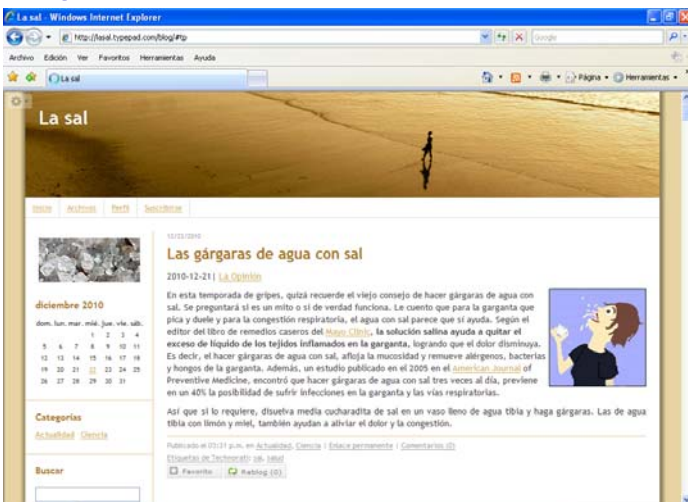 La sal - Windows Internet Explorer
http://lasal.typepad.com/blog/#tp
Google
Archivo Edición Ver Favoritos Herramientas Ayuda
La sal
Página Herramientas
La sal
Inicio Archivos Perfil Suscribirse
12/22/2010
Las gárgaras de agua con sal
2010-12-21| La Opinión
En esta temporada de gripes, quizá recuerde el viejo consejo de hacer gárgaras de agua con
sal. Se preguntará si es un mito o si de verdad funciona. Le cuento que para la garganta que
pica y duele y para la congestión respiratoria, el agua con sal parece que sí ayuda. Según el
editor del libro de remedios caseros del Mayo Clinic, la solución salina ayuda a quitar el
exceso de líquido de los tejidos inflamados en la garganta, logrando que el dolor disminuya.
Es decir, el hacer gárgaras de agua con sal, afloja la mucosidad y remueve alérgenos, bacterias
y hongos de la garganta. Además, un estudio publicado en el 2005 en el American Journal of
Preventive Medicine, encontró que hacer gárgaras de agua con sal tres veces al día, previene
en un 40% la posibilidad de sufrir infecciones en la garganta y las vías respiratorias.
Así que si lo requiere, disuelva media cucharadita de sal en un vaso lleno de agua tibia y haga gárgaras. Las de agua
tibia con limón y miel, también ayudan a aliviar el dolor y la congestión.
Publicado el 03:31 p.m. en Actualidad, Ciencia | Enlace permanente | Comentarios (0)
Etiquetas de Technorati: sal, salud
Favorito Reblog (0)
diciembre 2010
dom. lun. mar. mié. jue. vie. sáb.
1 2 3 4
5 6 7 8 9 10 11
12 13 14 15 16 17 18
19 20 21 22 23 24 25
26 27 28 29 30 31
Categorías
Actualidad Ciencia
Buscar